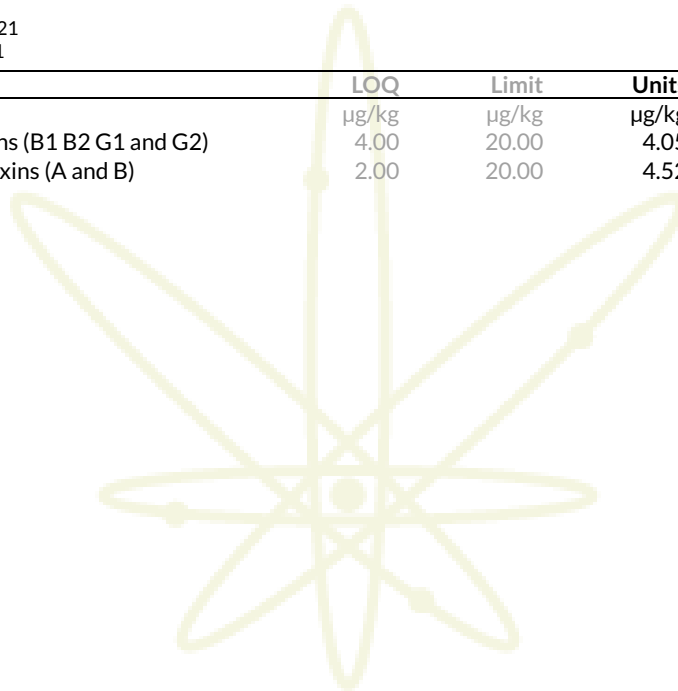 21
1
LOQ Limit Unit
µg/kg µg/kg µg/kg
ns (B1 B2 G1 and G2) 4.00 20.00 4.05
xins (A and B) 2.00 20.00 4.52